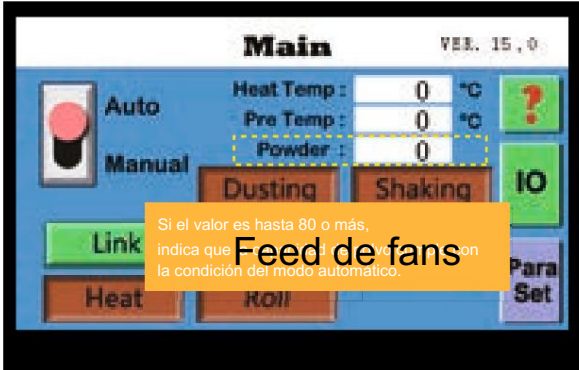 Main
VER. 15.0
Auto
Manual
Heat Temp : 0 °C
Pre Temp : 0 °C
Powder : 0
?
Dusting
Shaking
IO
Si el valor es hasta 80 o más,
indica que
Feed de fans
la condición del modo automático.
Link
Heat
Roll
Para
Set